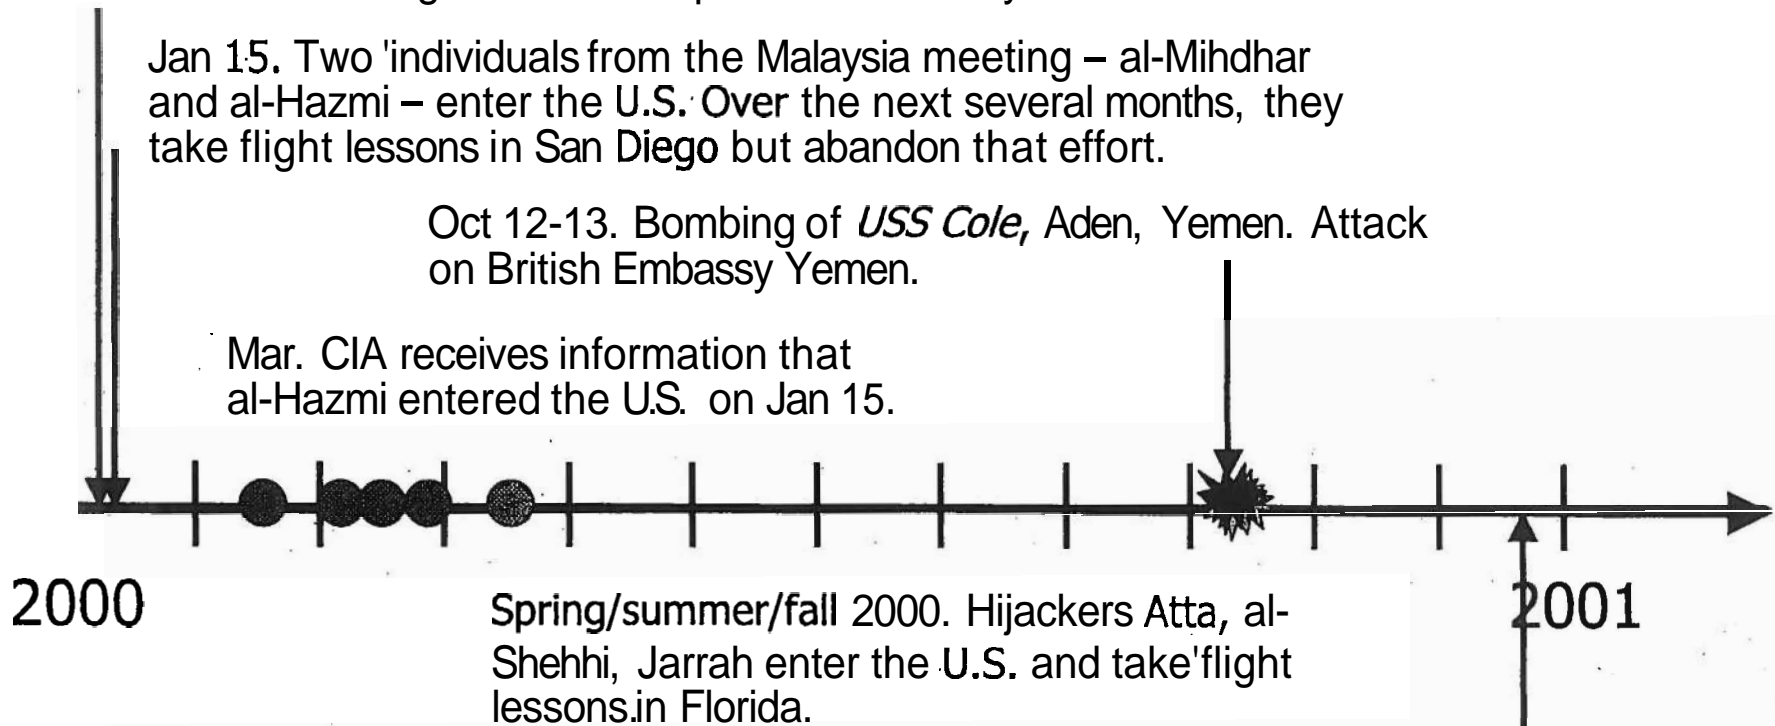 Jan 15. Two 'individuals from the Malaysia meeting – al-Mihdhar
and al-Hazmi – enter the U.S. Over the next several months, they
take flight lessons in San Diego but abandon that effort.
Oct 12-13. Bombing of USS Cole, Aden, Yemen. Attack
on British Embassy Yemen.
Mar. CIA receives information that
al-Hazmi entered the U.S. on Jan 15.
2000
2001
Spring/summer/fall 2000. Hijackers Atta, al-
Shehhi, Jarrah enter the U.S. and take'flight
lessons.in Florida.